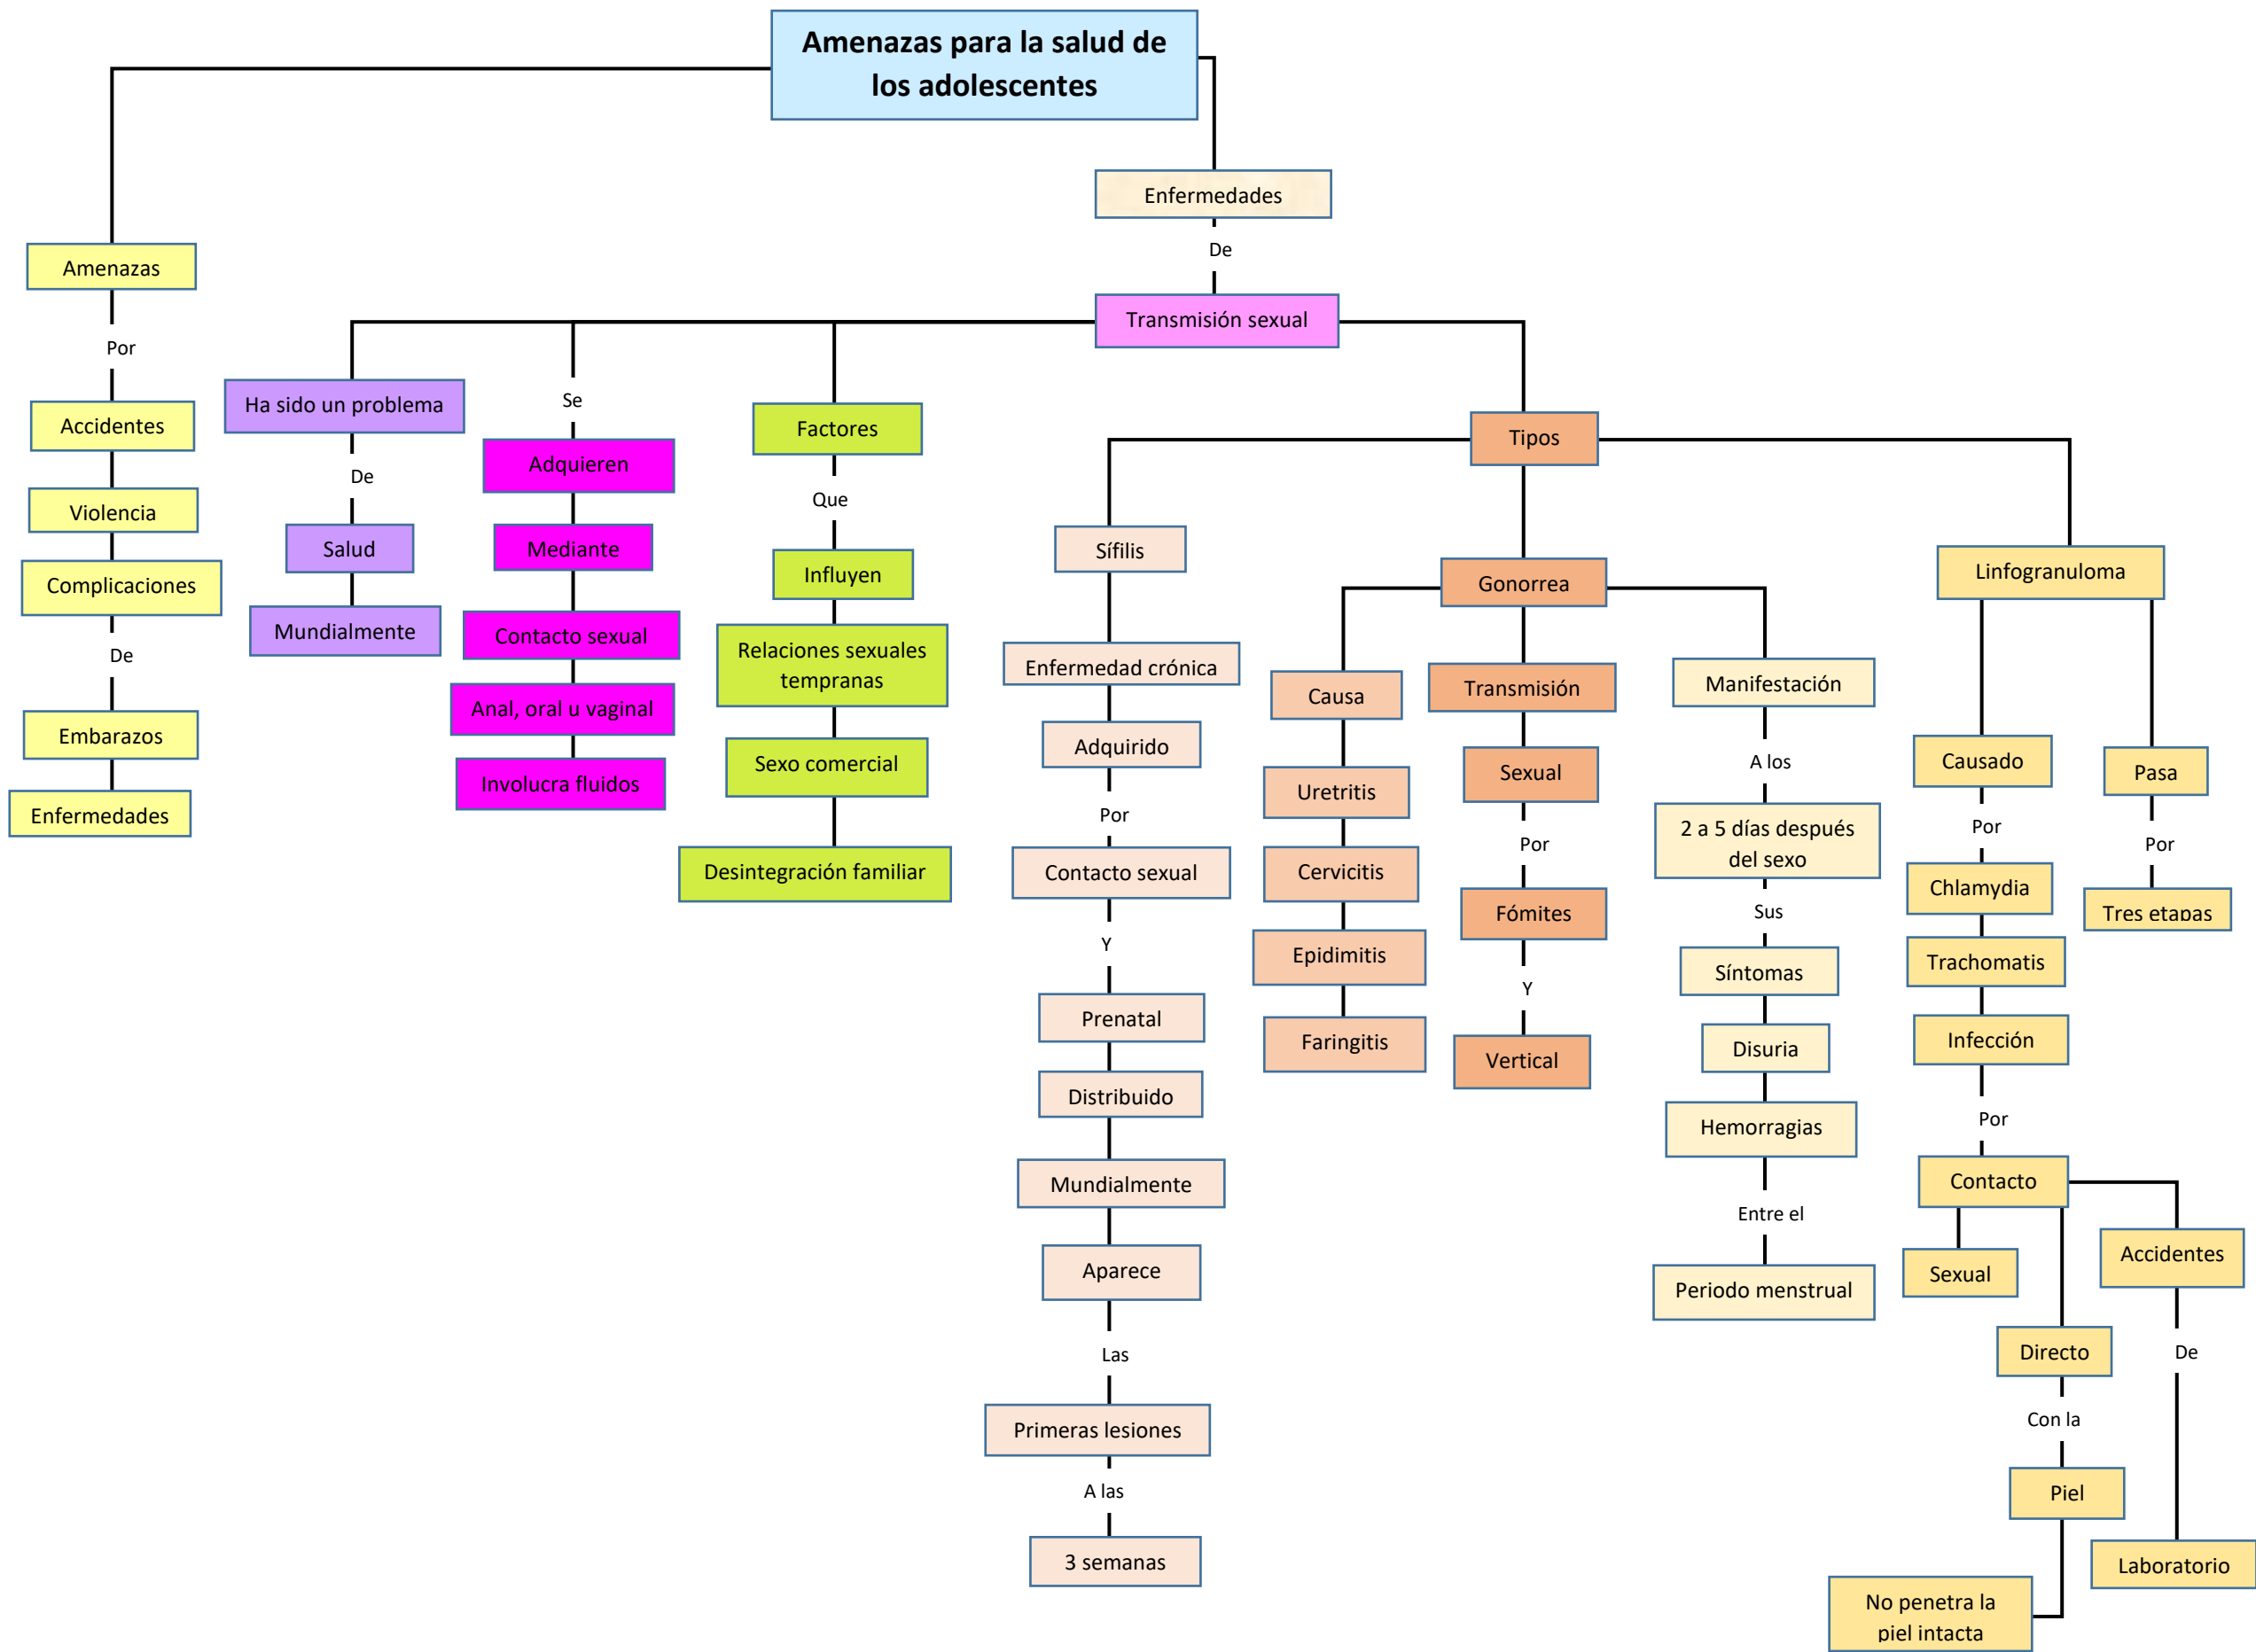 Amenazas para la salud de
los adolescentes
Amenazas
Por
Accidentes
Violencia
Complicaciones
De
Embarazos
Enfermedades
Enfermedades
De
Transmisión sexual
Ha sido un problema
De
Salud
Mundialmente
Se
Adquieren
Mediante
Contacto sexual
Anal, oral u vaginal
Involucra fluidos
Factores
Que
Influyen
Relaciones sexuales
tempranas
Sexo comercial
Desintegración familiar
Tipos
Sífilis
Enfermedad crónica
Adquirido
Por
Contacto sexual
Y
Prenatal
Distribuido
Mundialmente
Aparece
Las
Primeras lesiones
A las
3 semanas
Gonorrea
Causa
Uretritis
Cervicitis
Epidimitis
Faringitis
Transmisión
Sexual
Por
Fómites
Y
Vertical
Manifestación
A los
2 a 5 días después
del sexo
Sus
Síntomas
Disuria
Hemorragias
Entre el
Periodo menstrual
Linfogranuloma
Causado
Por
Chlamydia
Trachomatis
Infección
Por
Contacto
Sexual
Directo
Con la
Piel
No penetra la
piel intacta
Accidentes
De
Laboratorio
Pasa
Por
Tres etapas